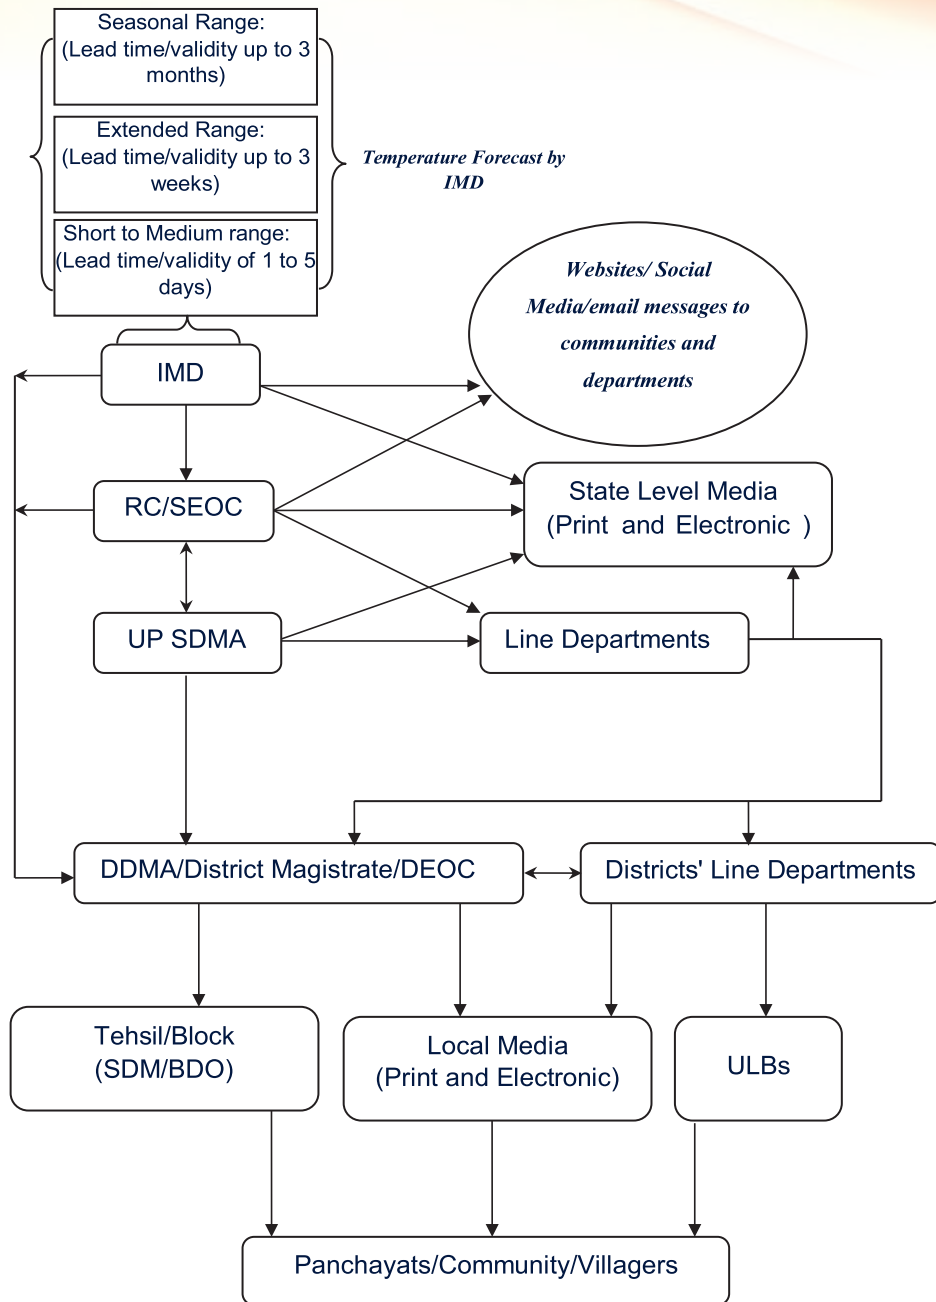 Seasonal Range:
(Lead time/validity up to 3
months)
Extended Range:
(Lead time/validity up to 3
weeks)
Temperature Forecast by
IMD
Short to Medium range:
(Lead time/validity of 1 to 5
days)
Websites/ Social
Media/email messages to
communities and
departments
IMD
RC/SEOC
State Level Media
(Print and Electronic )
UP SDMA
Line Departments
DDMA/District Magistrate/DEOC
Districts' Line Departments
Tehsil/Block
(SDM/BDO)
Local Media
(Print and Electronic)
ULBs
Panchayats/Community/Villagers